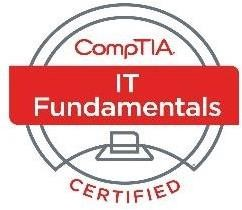 CompTIA.
IT
Fundamentals
CERTIFIED